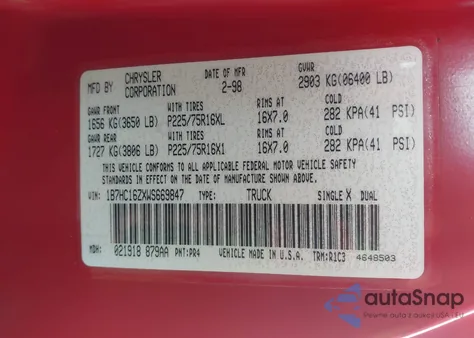 MFD BY CHRYSLER CORPORATION DATE OF MFR 2-98 GVWR 2903 KG(06400 LB)
GAWR FRONT WITH TIRES RIMS AT COLD
1656 KG(3650 LB) P225/75R16XL 16X7.0 282 KPA(41 PSI)
GAWR REAR WITH TIRES RIMS AT COLD
1727 KG(3806 LB) P225/75R16X1 16X7.0 282 KPA(41 PSI)
THIS VEHICLE CONFORMS TO ALL APPLICABLE FEDERAL MOTOR VEHICLE SAFETY
STANDARDS IN EFFECT ON THE DATE OF MANUFACTURE SHOWN ABOVE
VIN: 1B7HC16ZXWS669847 TYPE: TRUCK SINGLE X DUAL
MDH: 021918 879AA PNT:PR4 VEHICLE MADE IN U.S.A. TRM:R1C3 4648503
autaSnap